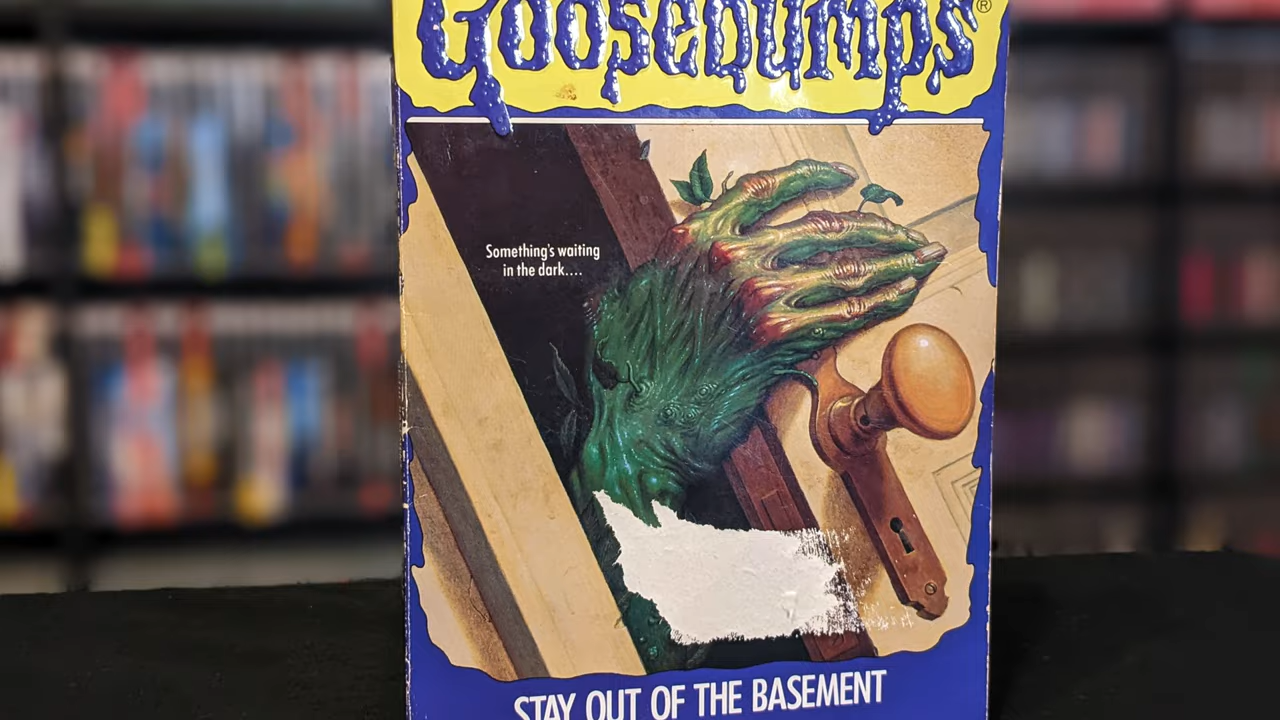 Goosebumps®
Something's waiting
in the dark....
STAY OUT OF THE BASEMENT